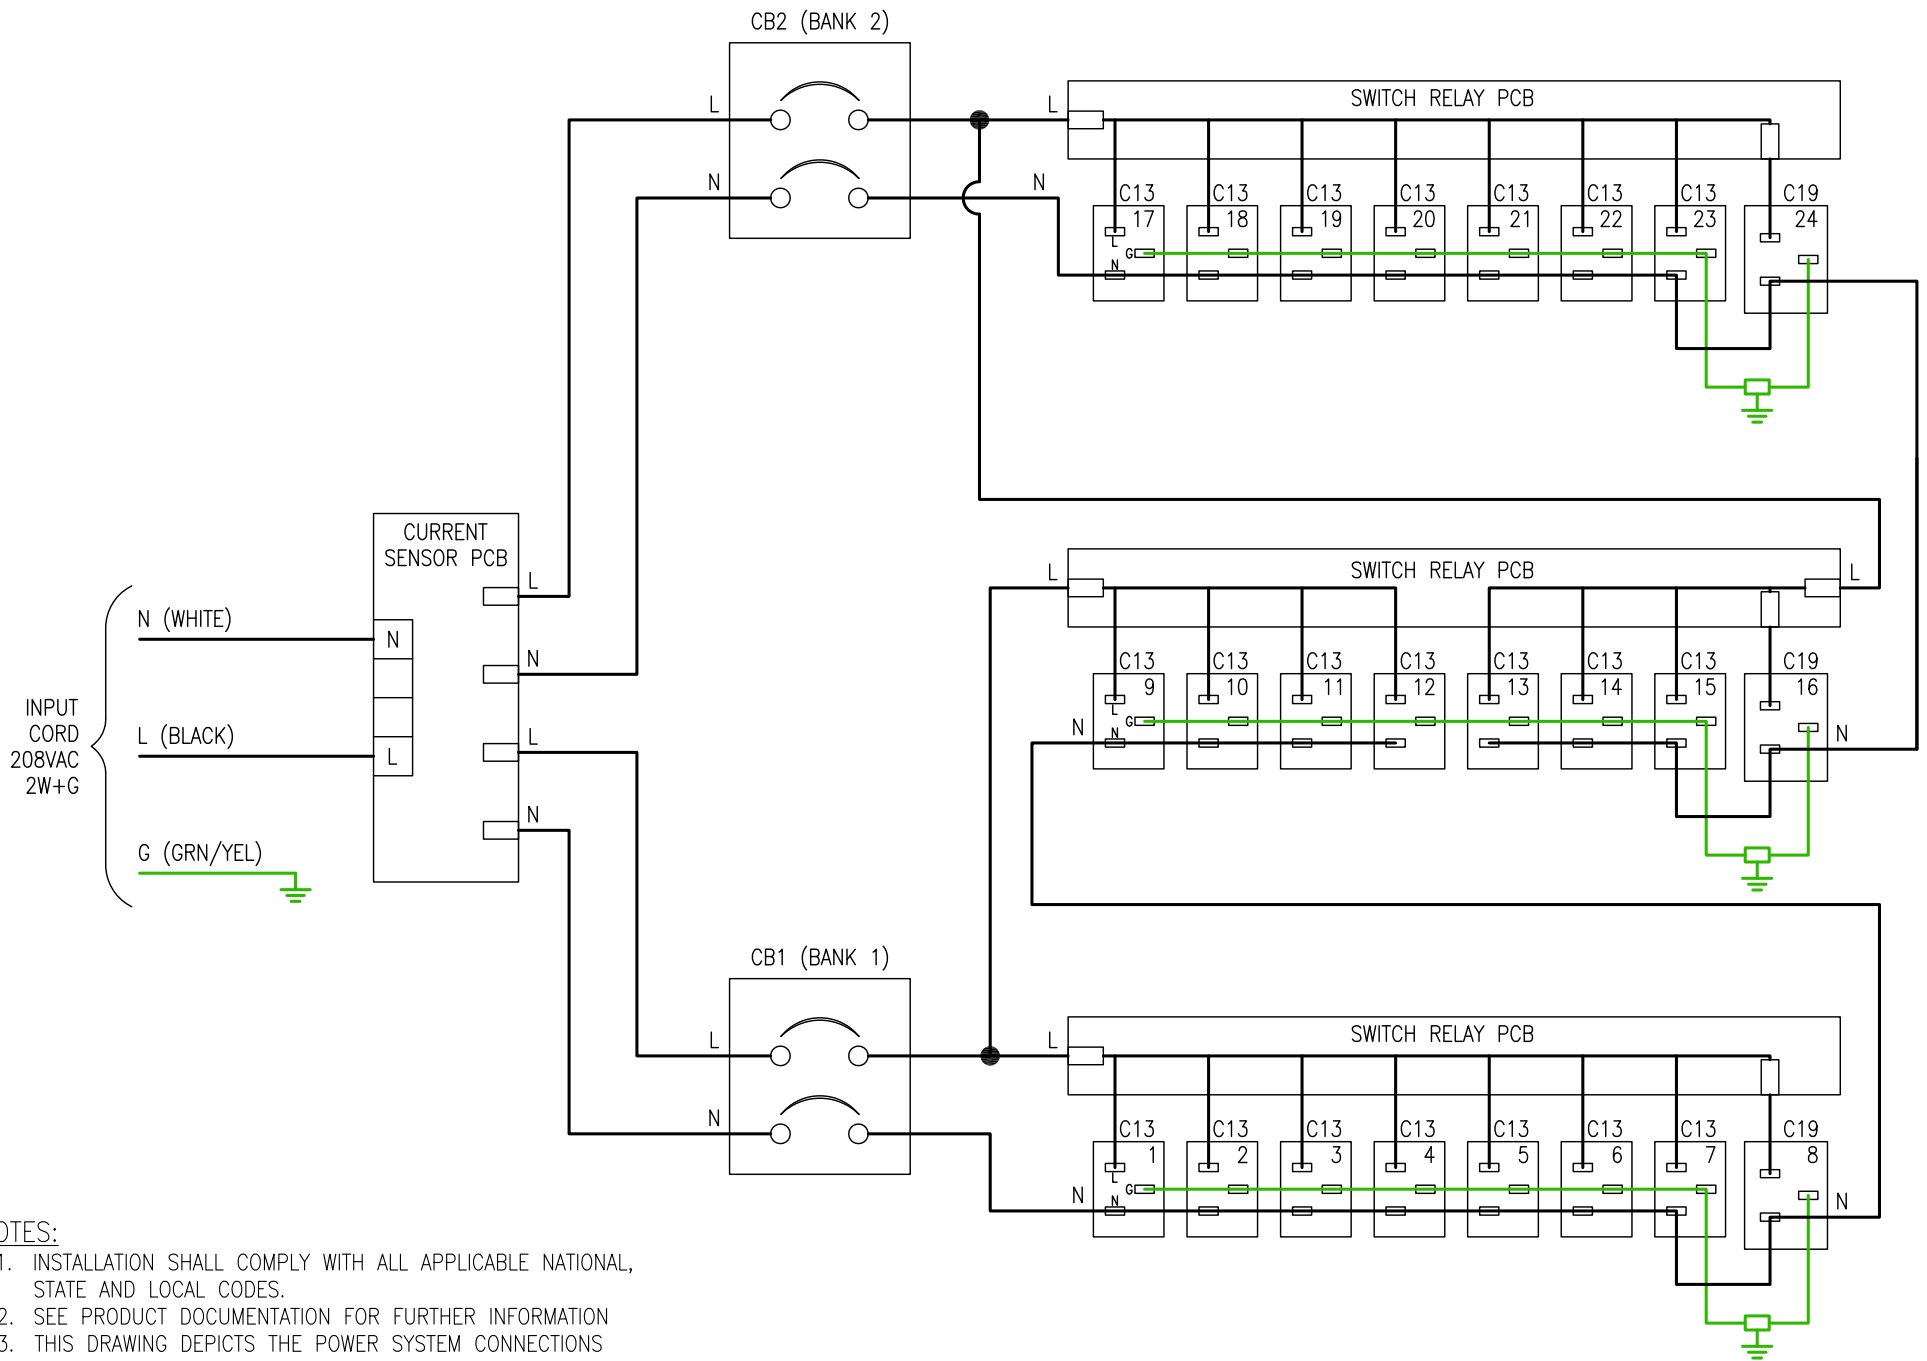 CB2 (BANK 2)
L
N
L
N
SWITCH RELAY PCB
C13 C13 C13 C13 C13 C13 C13 C19
17 18 19 20 21 22 23 24
L
G
N
CURRENT
SENSOR PCB
L
N
L
N
N
L
INPUT
CORD
208VAC
2W+G
N (WHITE)
L (BLACK)
G (GRN/YEL)
L
SWITCH RELAY PCB
L
C13 C13 C13 C13 C13 C13 C13 C19
9 10 11 12 13 14 15 16
L
G
N
N
N
CB1 (BANK 1)
L
N
L
SWITCH RELAY PCB
C13 C13 C13 C13 C13 C13 C13 C19
1 2 3 4 5 6 7 8
L
G
N
N
N
OTES:
1. INSTALLATION SHALL COMPLY WITH ALL APPLICABLE NATIONAL,
STATE AND LOCAL CODES.
2. SEE PRODUCT DOCUMENTATION FOR FURTHER INFORMATION
3. THIS DRAWING DEPICTS THE POWER SYSTEM CONNECTIONS